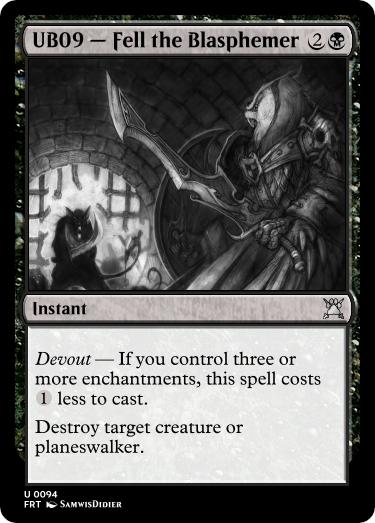 UB09 — Fell the Blasphemer 2
Instant
Devout — If you control three or
more enchantments, this spell costs
1 less to cast.
Destroy target creature or
planeswalker.
U 0094
FRT SamwisDidier